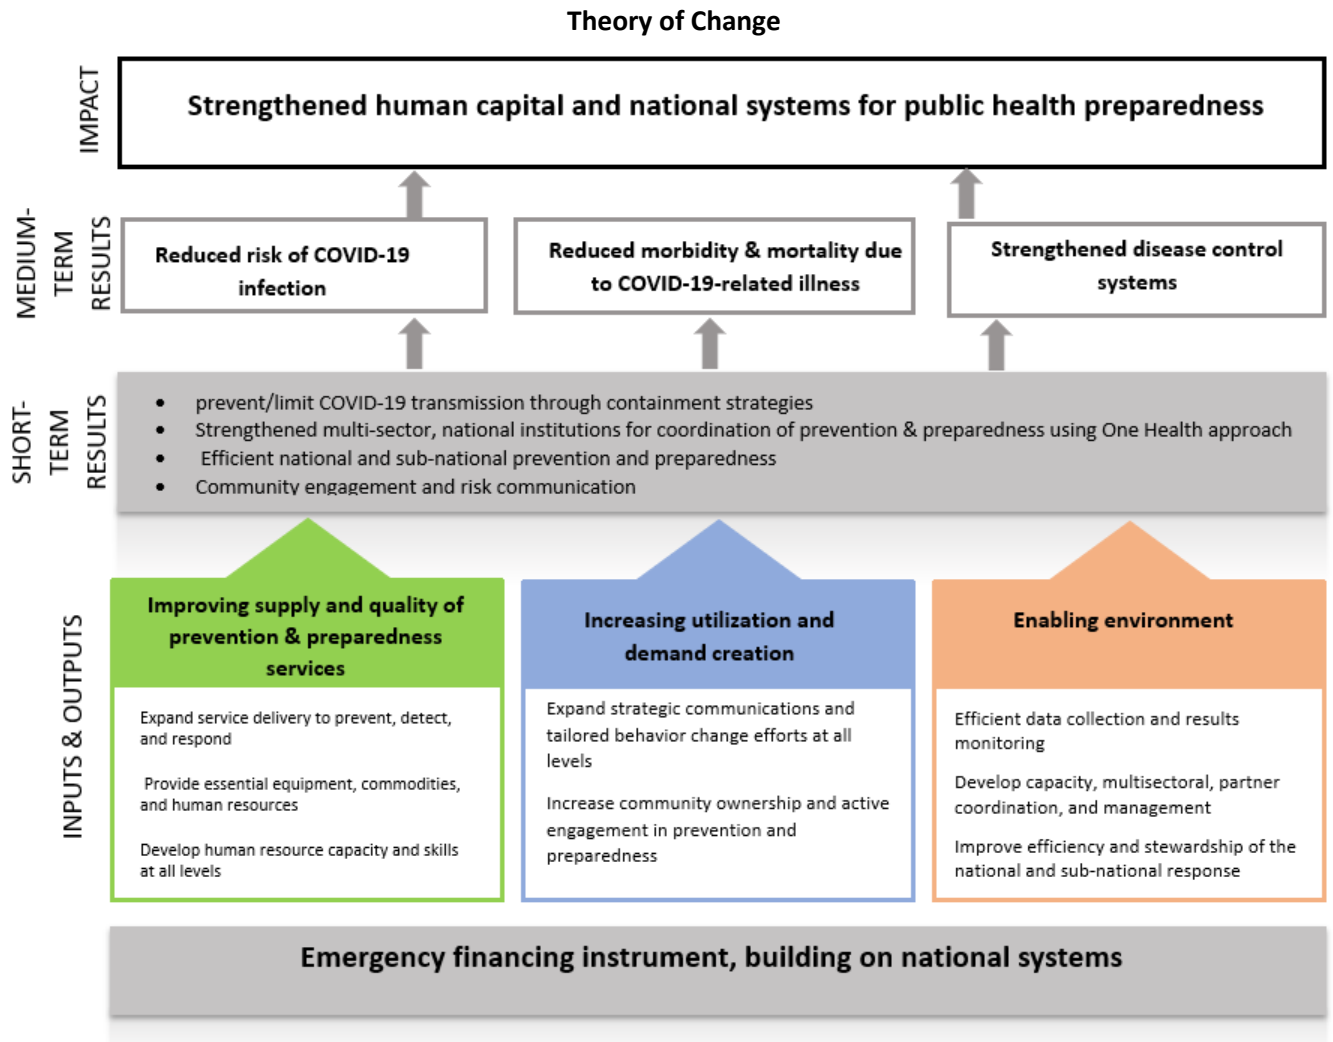 Theory of Change
IMPACT
Strengthened human capital and national systems for public health preparedness
MEDIUM-
TERM
RESULTS
Reduced risk of COVID-19
infection
Reduced morbidity & mortality due
to COVID-19-related illness
Strengthened disease control
systems
SHORT-
TERM
RESULTS
• prevent/limit COVID-19 transmission through containment strategies
• Strengthened multi-sector, national institutions for coordination of prevention & preparedness using One Health approach
• Efficient national and sub-national prevention and preparedness
• Community engagement and risk communication
INPUTS & OUTPUTS
Improving supply and quality of
prevention & preparedness
services
Expand service delivery to prevent, detect,
and respond
Provide essential equipment, commodities,
and human resources
Develop human resource capacity and skills
at all levels
Increasing utilization and
demand creation
Expand strategic communications and
tailored behavior change efforts at all
levels
Increase community ownership and active
engagement in prevention and
preparedness
Enabling environment
Efficient data collection and results
monitoring
Develop capacity, multisectoral, partner
coordination, and management
Improve efficiency and stewardship of the
national and sub-national response
Emergency financing instrument, building on national systems